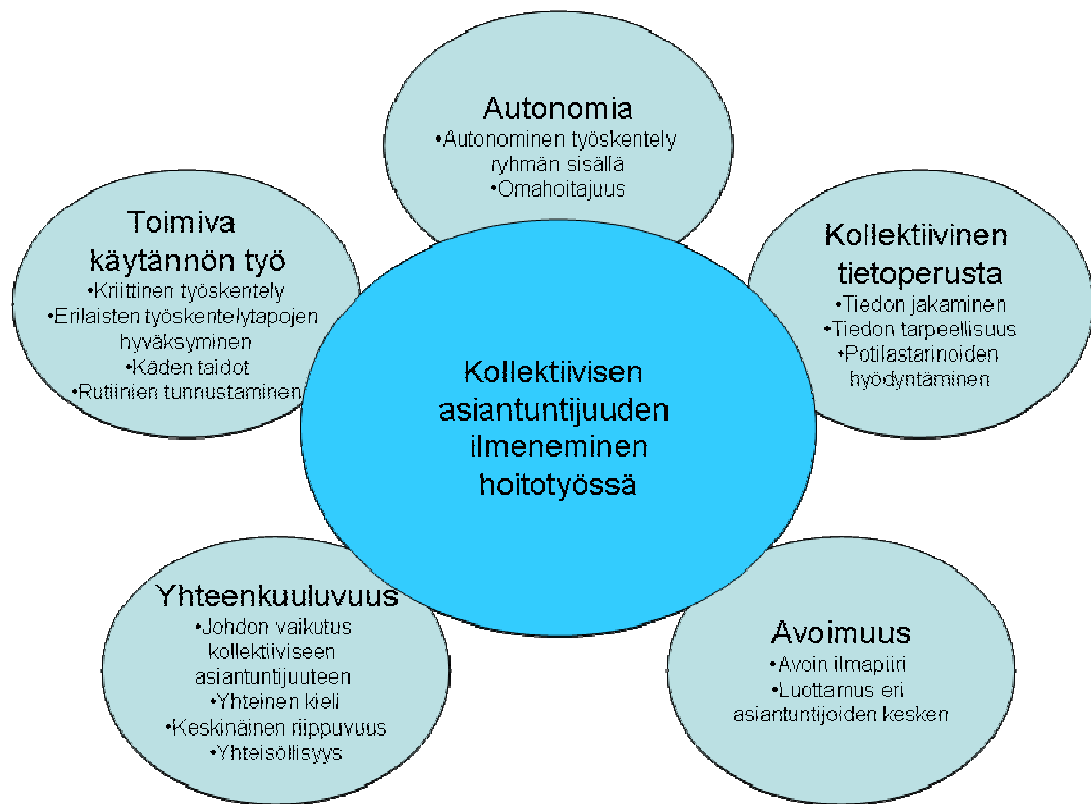 Autonomia
•Autonominen työskentely
ryhmän sisällä
•Omahoitajuus
Toimiva
käytännön työ
•Kriittinen työskentely
•Erilaisten työskentelytapojen
hyväksyminen
•Käden taidot
•Rutiinien tunnustaminen
Kollektiivinen
tietoperusta
•Tiedon jakaminen
•Tiedon tarpeellisuus
•Potilastarinoiden
hyödyntäminen
Kollektiivisen
asiantuntijuuden
ilmeneminen
hoitotyössä
Yhteenkuuluvuus
•Johdon vaikutus
kollektiiviseen
asiantuntijuuteen
•Yhteinen kieli
•Keskinäinen riippuvuus
•Yhteisöllisyys
Avoimuus
•Avoin ilmapiiri
•Luottamus eri
asiantuntijoiden kesken